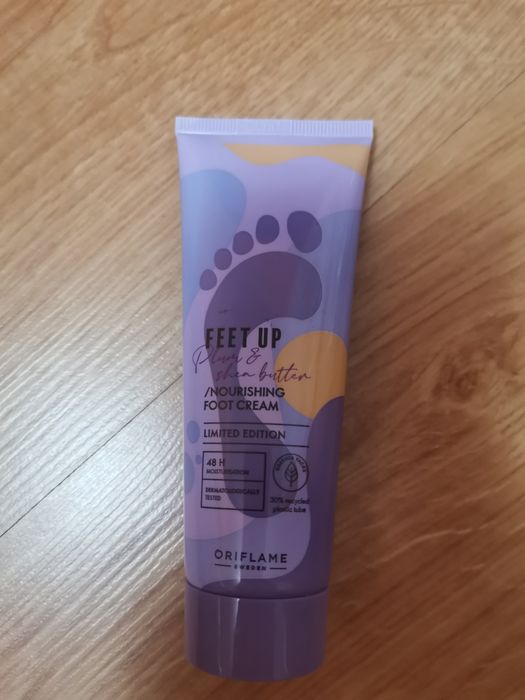 FEET UP
Plum &
shea butter
/NOURISHING
FOOT CREAM
LIMITED EDITION
48 H
MOISTURISATION
DERMATOLOGICALLY
TESTED
30% recycled
plastic tube
ORIFLAME
SWEDEN